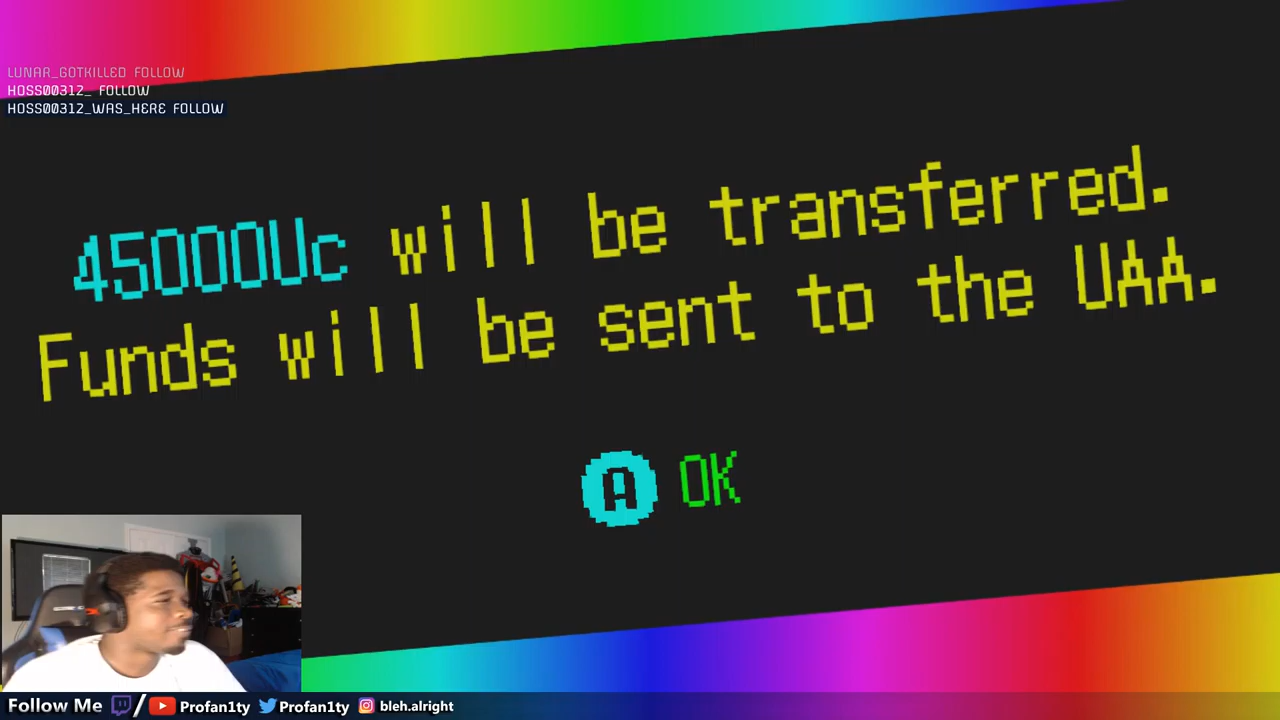 LUNAR_GOTKILLED FOLLOW
HOSS00312_ FOLLOW
HOSS00312_WAS_HERE FOLLOW
45000Uc will be transferred.
Funds will be sent to the UAA.
A OK
Follow Me / Profan1ty Profan1ty bleh.alright